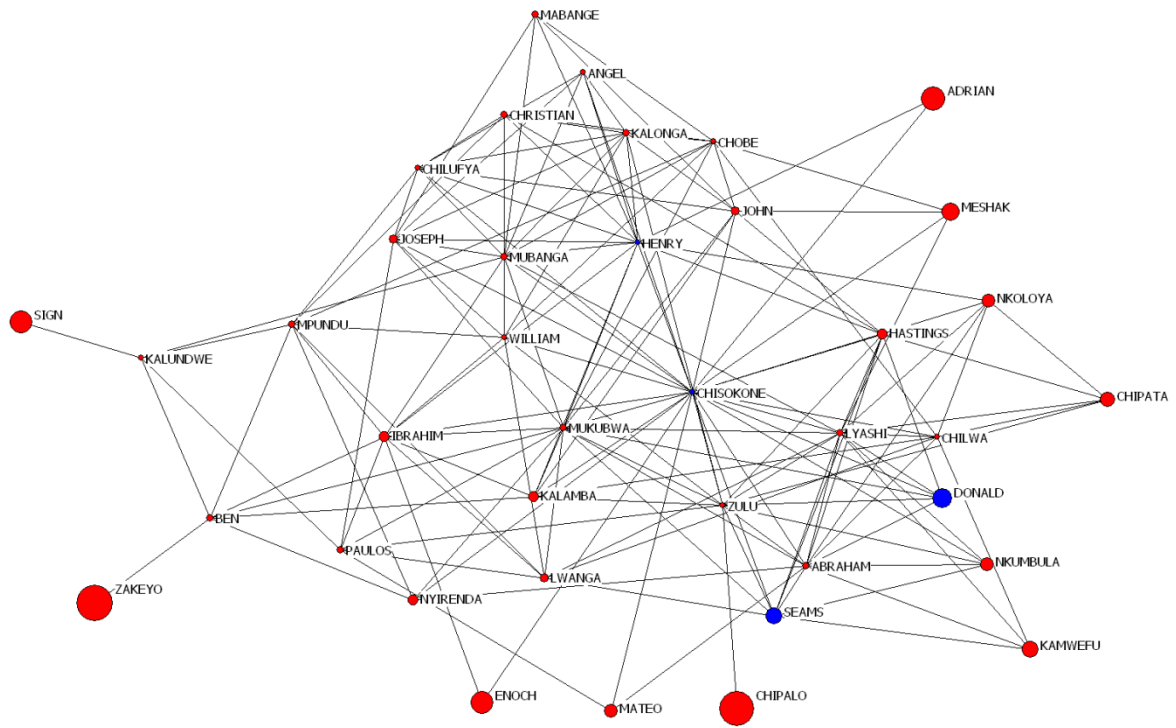 MABANGE
ANGEL
ADRIAN
CHRISTIAN
KALONGA
CHOBE
CHILUFYA
MESHAK
JOHN
JOSEPH
HENRY
MUBANGA
NKOLOYA
SIGN
MPUNDU
HASTINGS
WILLIAM
KALUNDWE
CHISOKONE
CHIPATA
MUKUBWA
LYASHI
IBRAHIM
CHILWA
KALAMBA
DONALD
ZULU
BEN
PAULOS
ABRAHAM
NKUMBULA
LWANGA
ZAKEYO
NYIRENDA
SEAMS
KAMWEFU
ENOCH
MATEO
CHIPALO